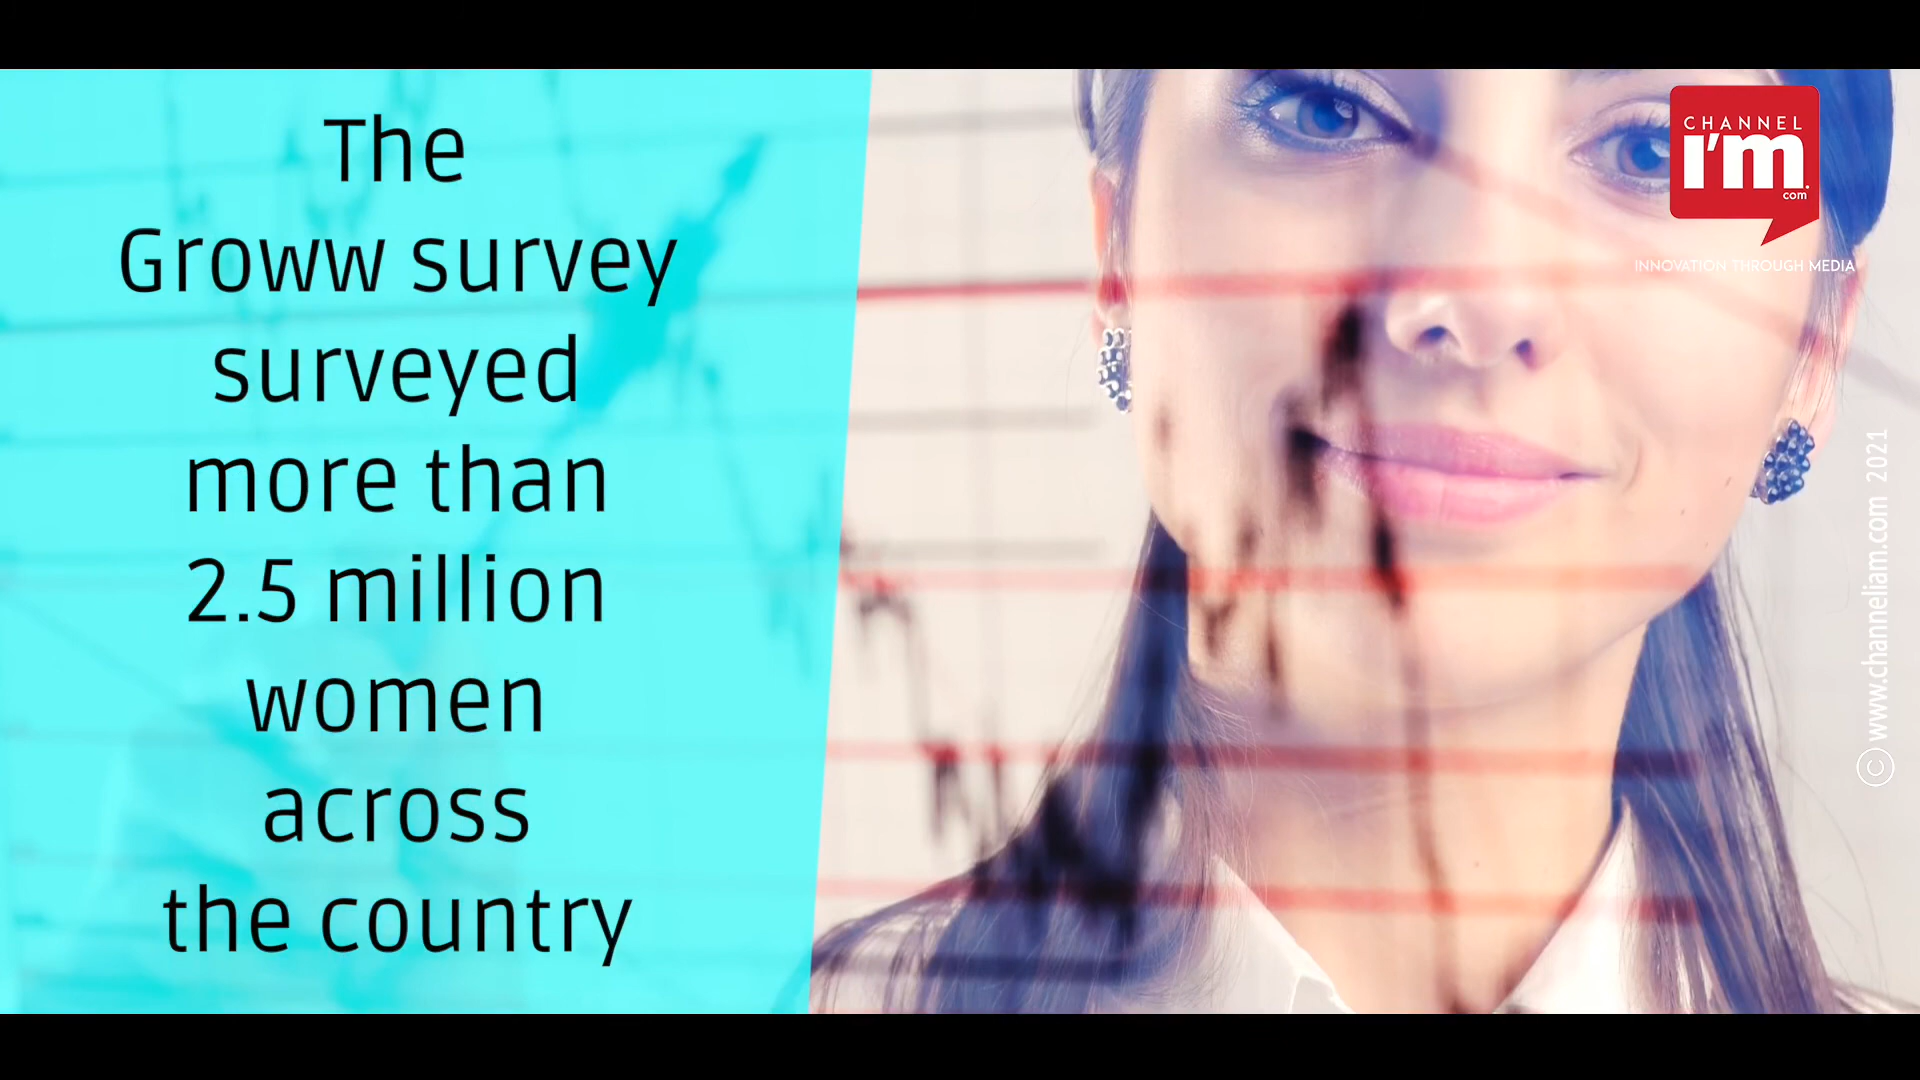 The
Groww survey
surveyed
more than
2.5 million
women
across
the country
CHANNEL
I'm
.com
INNOVATION THROUGH MEDIA
© www.channeliam.com 2021